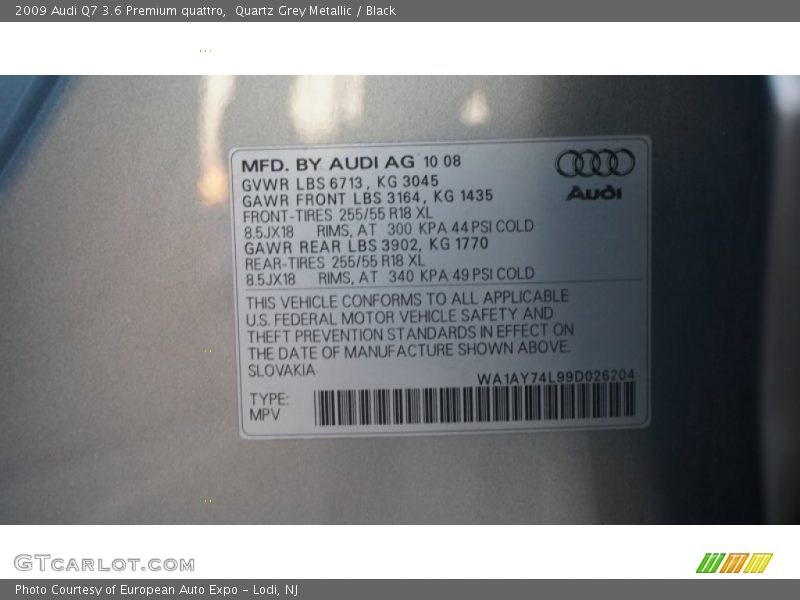 2009 Audi Q7 3.6 Premium quattro,  Quartz Grey Metallic / Black
MFD. BY AUDI AG 10 08
GVWR LBS 6713, KG 3045
GAWR FRONT LBS 3164, KG 1435
FRONT-TIRES 255/55 R18 XL
8.5JX18 RIMS, AT 300 KPA 44 PSI COLD
GAWR REAR LBS 3902, KG 1770
REAR-TIRES 255/55 R18 XL
8.5JX18 RIMS, AT 340 KPA 49 PSI COLD
Audi
THIS VEHICLE CONFORMS TO ALL APPLICABLE
U.S. FEDERAL MOTOR VEHICLE SAFETY AND
THEFT PREVENTION STANDARDS IN EFFECT ON
THE DATE OF MANUFACTURE SHOWN ABOVE.
SLOVAKIA
WA1AY74L99D026204
TYPE:
MPV
GTCARLOT.COM
Photo Courtesy of European Auto Expo - Lodi, NJ